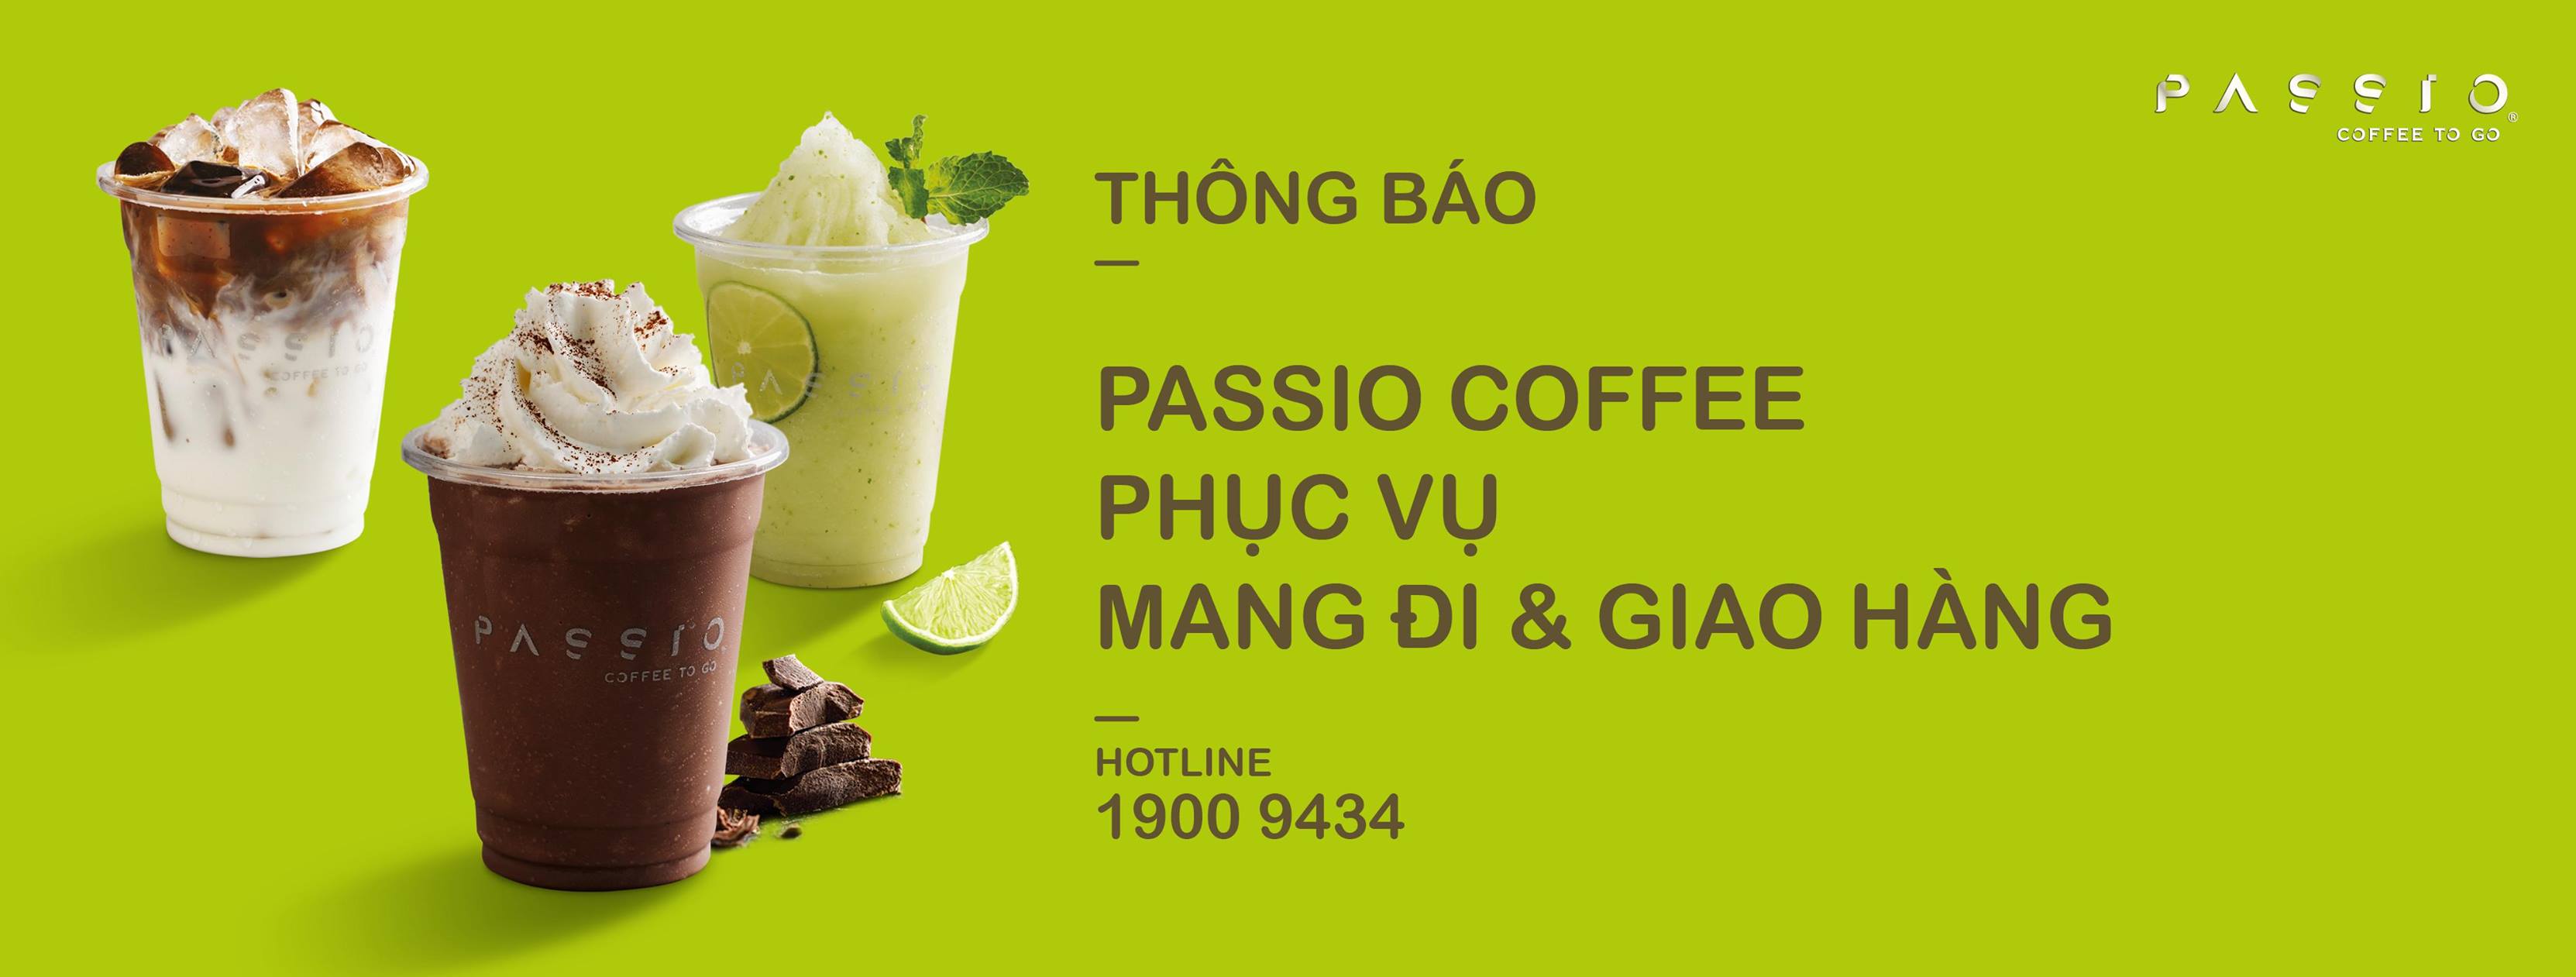 PASSIO®
COFFEE TO GO
THÔNG BÁO
PASSIO COFFEE
PHỤC VỤ
MANG ĐI & GIAO HÀNG
HOTLINE
1900 9434
PASSIO
COFFEE TO GO
PASSIO
PASSIO
COFFEE TO GO